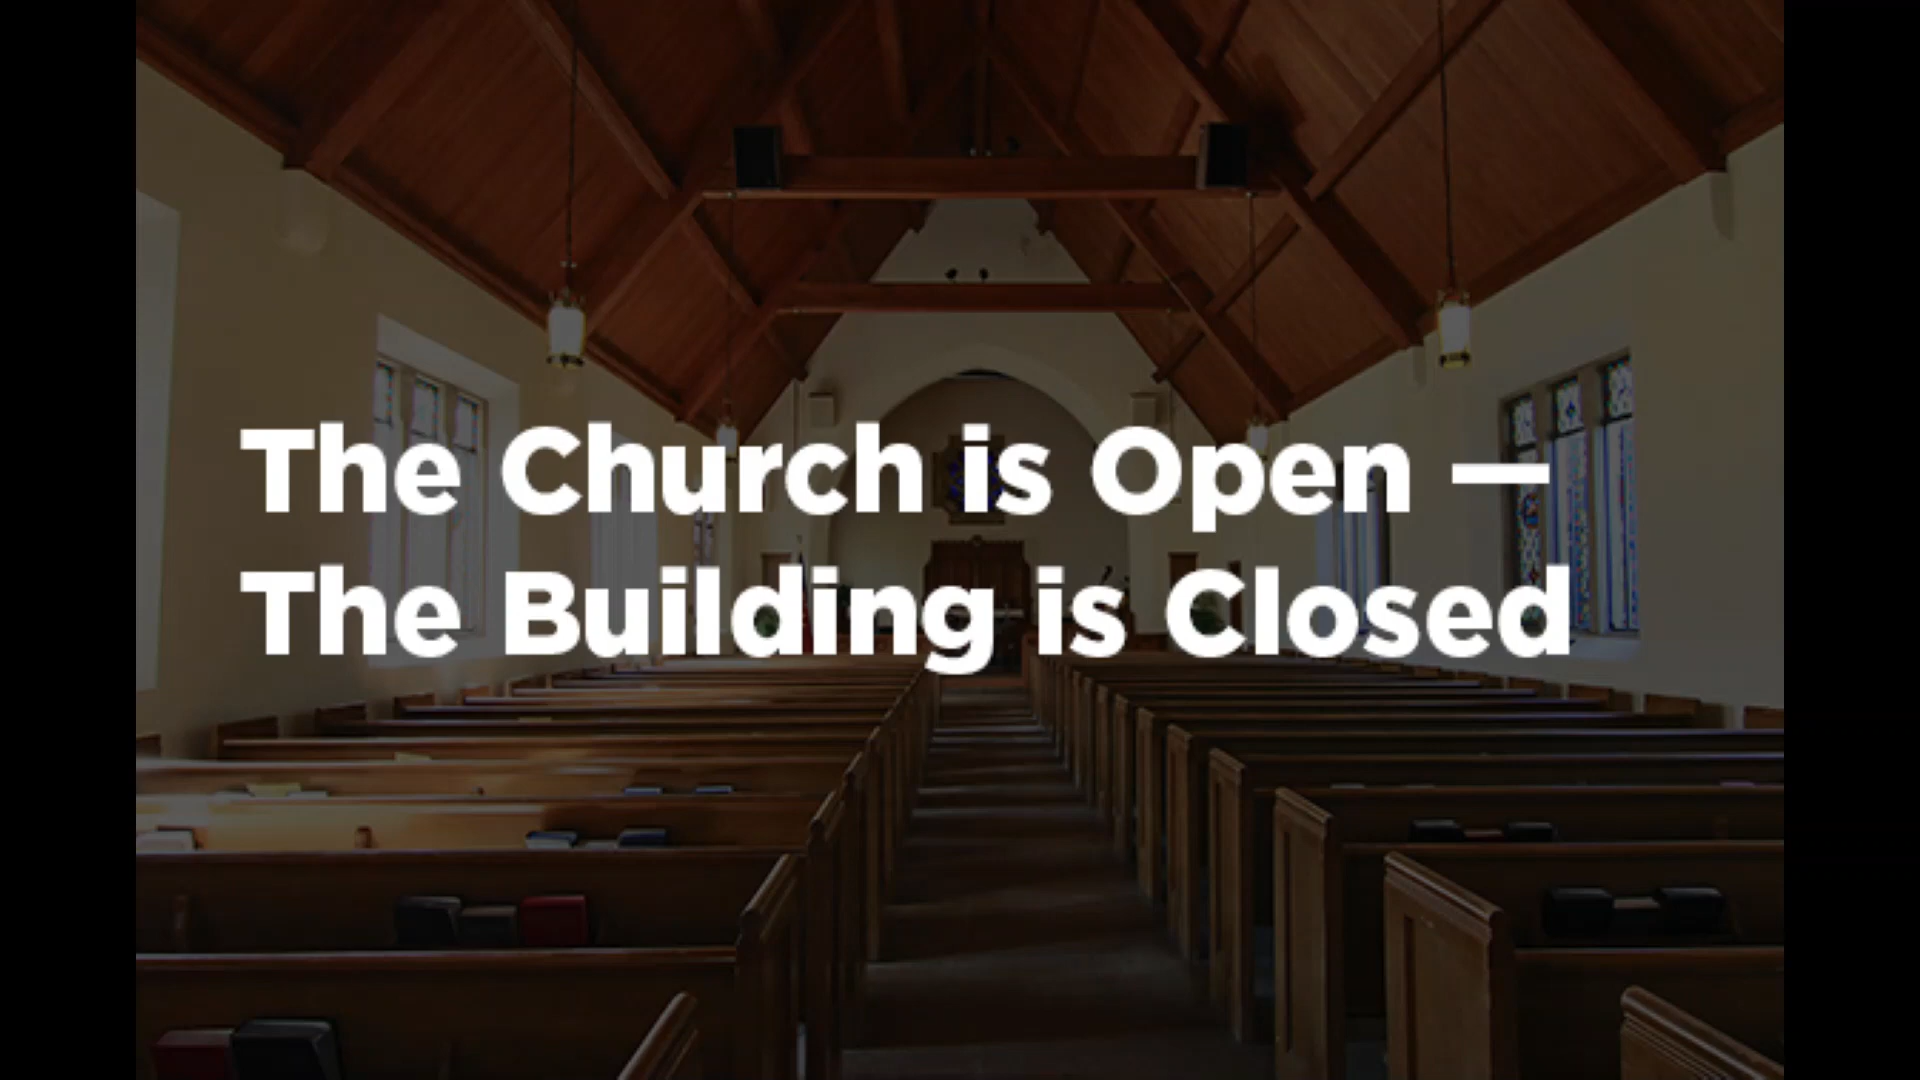 The Church is Open —
The Building is Closed